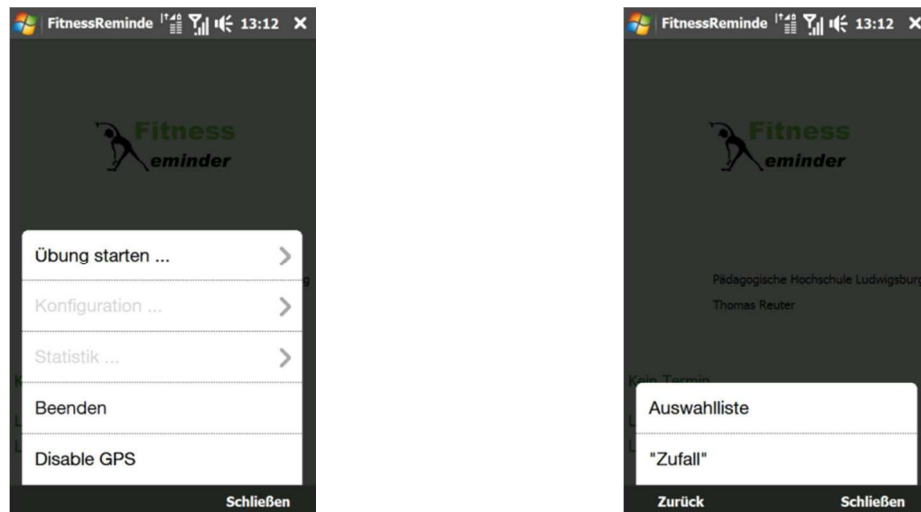 FitnessReminde 13:12
Fitness
eminder
Übung starten ...
Konfiguration ...
Statistik ...
Beenden
Disable GPS
Schließen
FitnessReminde 13:12
Fitness
eminder
Pädagogische Hochschule Ludwigsburg
Thomas Reuter
Kein Termin
Auswahlliste
"Zufall"
Zurück Schließen